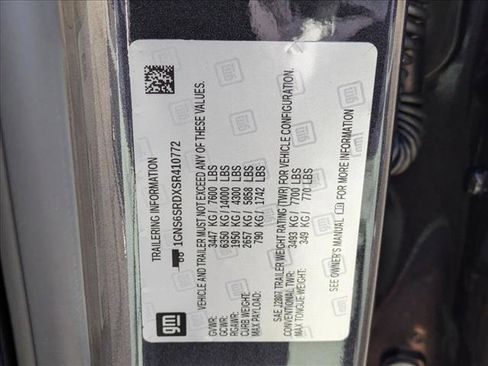 TRAILERING INFORMATION
1GNS6SRDXSR410772
VEHICLE AND TRAILER MUST NOT EXCEED ANY OF THESE VALUES.
GVWR: 3447 KG / 7600 LBS
GCWR: 6350 KG / 14000 LBS
RGAWR: 1950 KG / 4300 LBS
CURB WEIGHT: 2657 KG / 5858 LBS
MAX PAYLOAD: 790 KG / 1742 LBS
SAE J2807 TRAILER WEIGHT RATING (TWR) FOR VEHICLE CONFIGURATION.
CONVENTIONAL TWR: 3493 KG / 7700 LBS
MAX TONGUE WEIGHT: 349 KG / 770 LBS
SEE OWNER'S MANUAL FOR MORE INFORMATION
gm